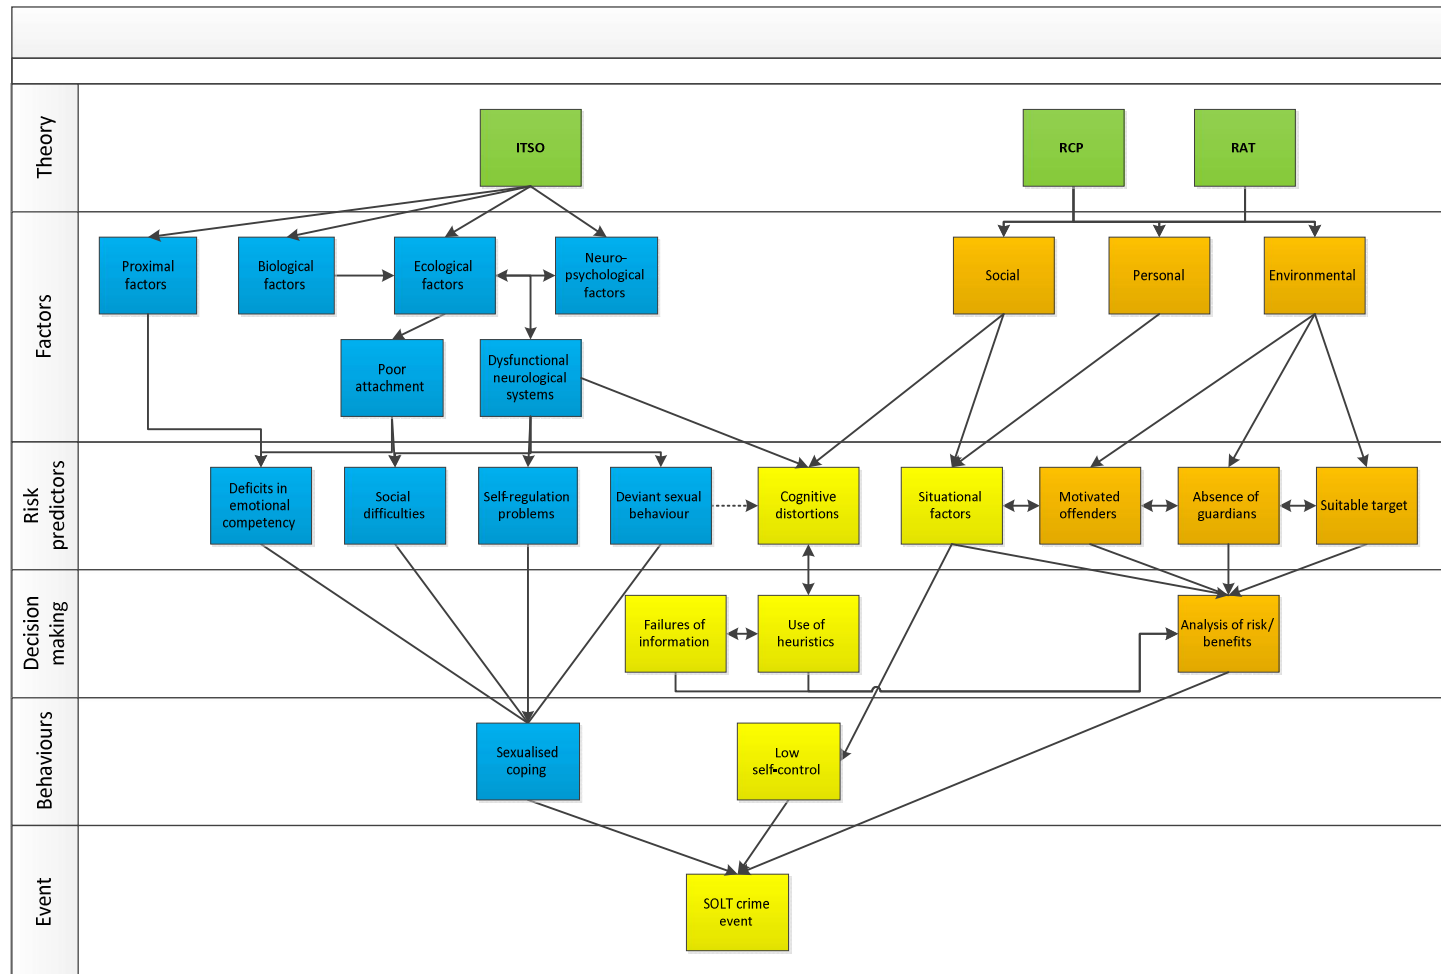 Theory
ITSO
RCP
RAT
Factors
Proximal
factors
Biological
factors
Ecological
factors
Neuro-
psychological
factors
Social
Personal
Environmental
Poor
attachment
Dysfunctional
neurological
systems
Risk
predictors
Deficits in
emotional
competency
Social
difficulties
Self-regulation
problems
Deviant sexual
behaviour
Cognitive
distortions
Situational
factors
Motivated
offenders
Absence of
guardians
Suitable target
Decicision
making
Failures of
information
Use of
heuristics
Analysis of risk/
benefits
Behaviours
Sexualised
coping
Low
self-control
Event
SOLT crime
event